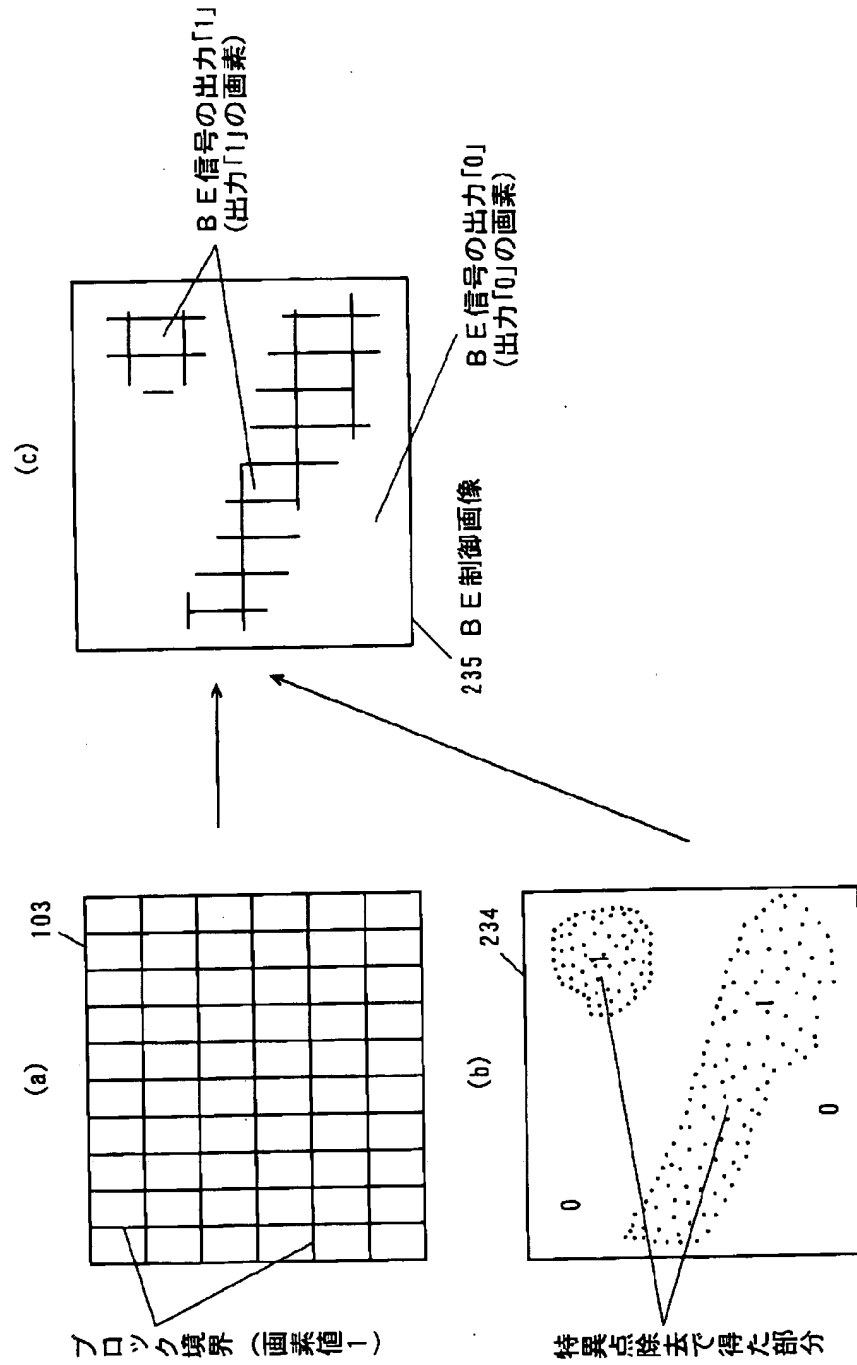 (a)
103
ブロック境界 (画素値1)
(b)
234
0
1
1
0
特異点除去で得た部分
(c)
BE信号の出力「1」
(出力「1」の画素)
BE信号の出力「0」
(出力「0」の画素)
235 BE制御画像